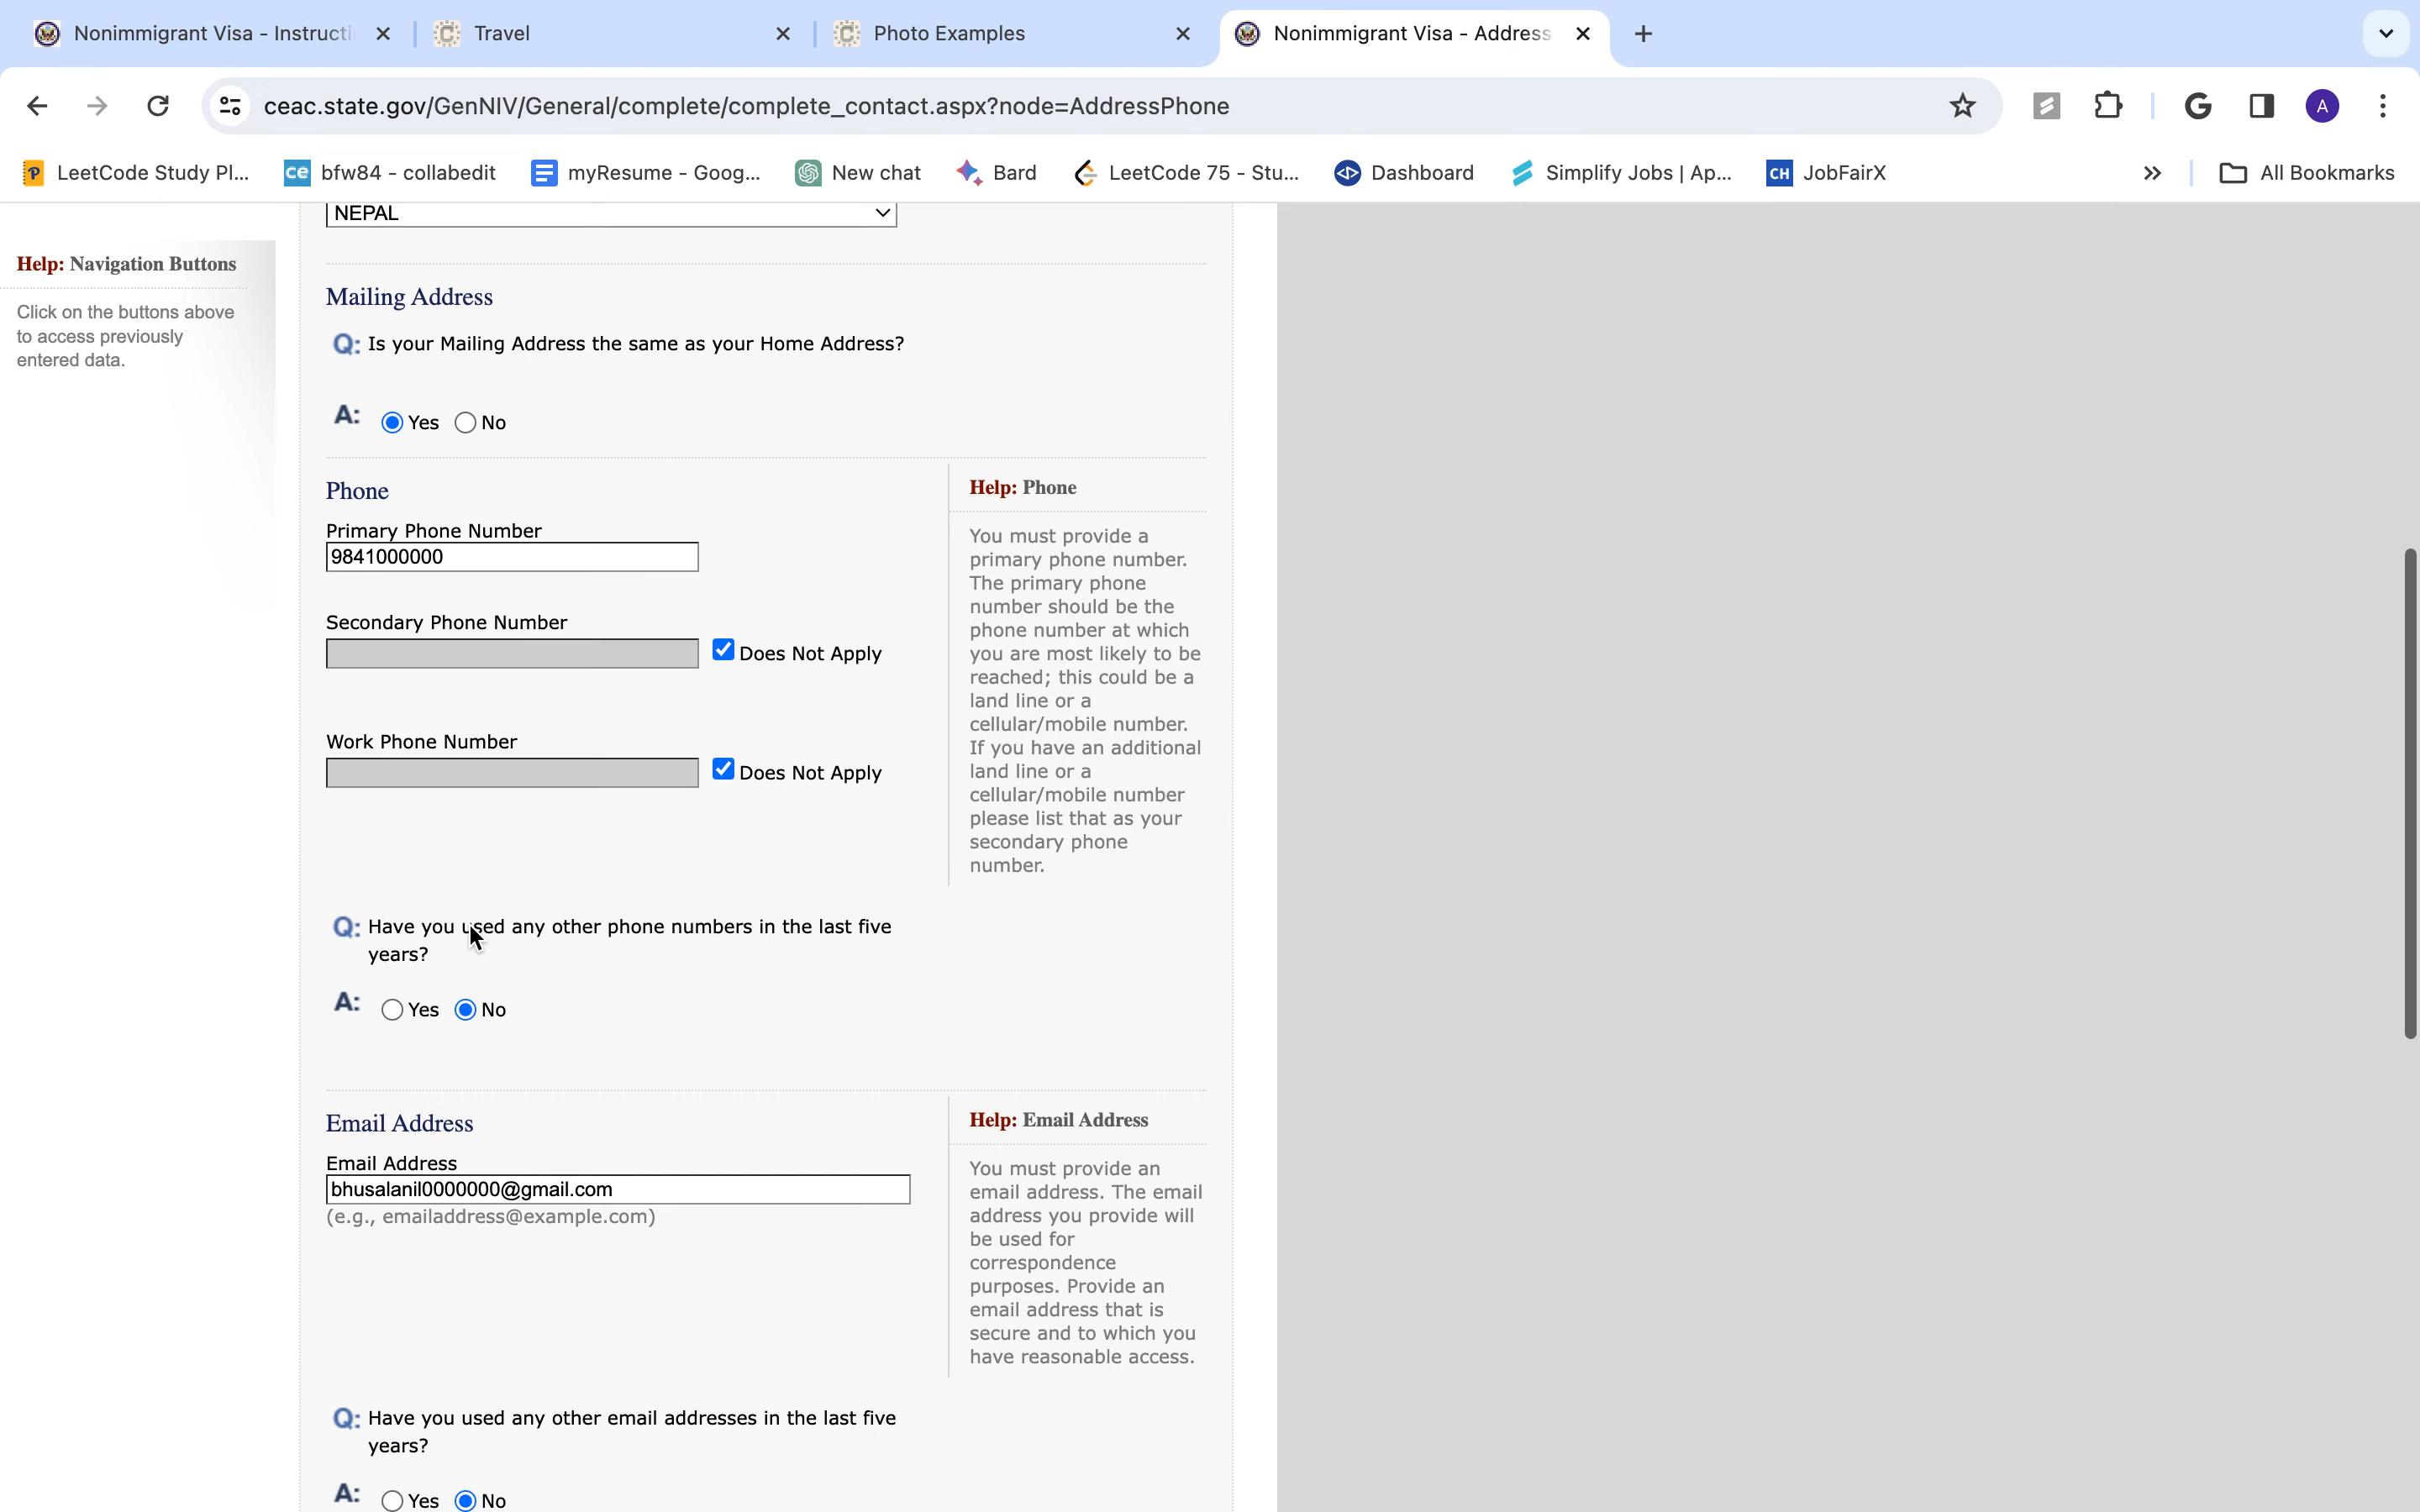 Nonimmigrant Visa - Instructi
Travel
Photo Examples
Nonimmigrant Visa - Address
ceac.state.gov/GenNIV/General/complete/complete_contact.aspx?node=AddressPhone
A
LeetCode Study Pl...
ce bfw84 - collabedit
myResume - Goog...
New chat
Bard
LeetCode 75 - Stu...
Dashboard
Simplify Jobs | Ap...
CH JobFairX
All Bookmarks
Help: Navigation Buttons
Click on the buttons above
to access previously
entered data.
NEPAL
Mailing Address
Q: Is your Mailing Address the same as your Home Address?
A: Yes No
Phone
Primary Phone Number
9841000000
Secondary Phone Number
Does Not Apply
Work Phone Number
Does Not Apply
Help: Phone
You must provide a
primary phone number.
The primary phone
number should be the
phone number at which
you are most likely to be
reached; this could be a
land line or a
cellular/mobile number.
If you have an additional
land line or a
cellular/mobile number
please list that as your
secondary phone
number.
Q: Have you used any other phone numbers in the last five
years?
A: Yes No
Email Address
Email Address
bhusalanil0000000@gmail.com
(e.g., emailaddress@example.com)
Help: Email Address
You must provide an
email address. The email
address you provide will
be used for
correspondence
purposes. Provide an
email address that is
secure and to which you
have reasonable access.
Q: Have you used any other email addresses in the last five
years?
A: Yes No